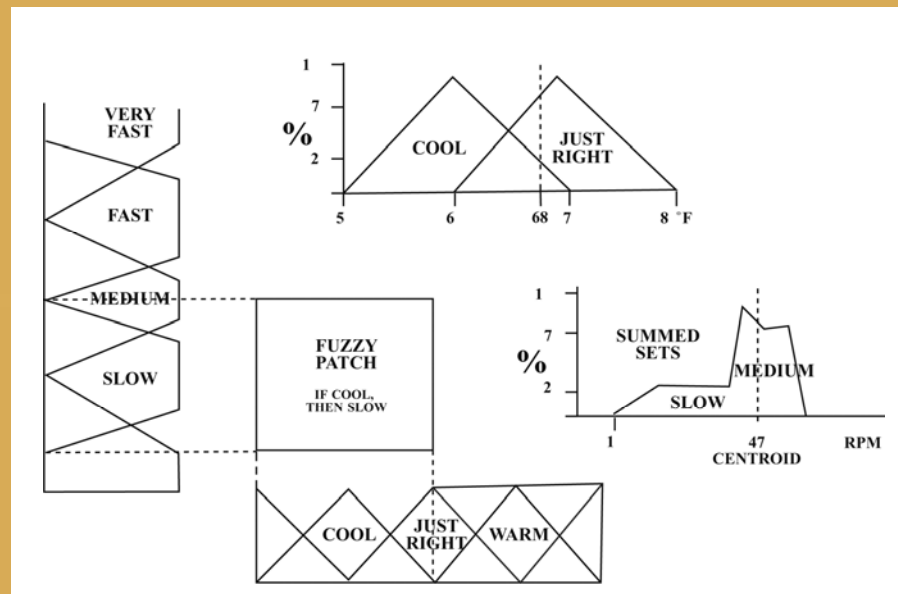 VERY
FAST
FAST
MEDIUM
SLOW
1
7
%
2
COOL
JUST
RIGHT
5
6
68
7
8 °F
FUZZY
PATCH
IF COOL,
THEN SLOW
COOL
JUST
RIGHT
WARM
1
7
%
2
SUMMED
SETS
MEDIUM
SLOW
1
47
RPM
CENTROID